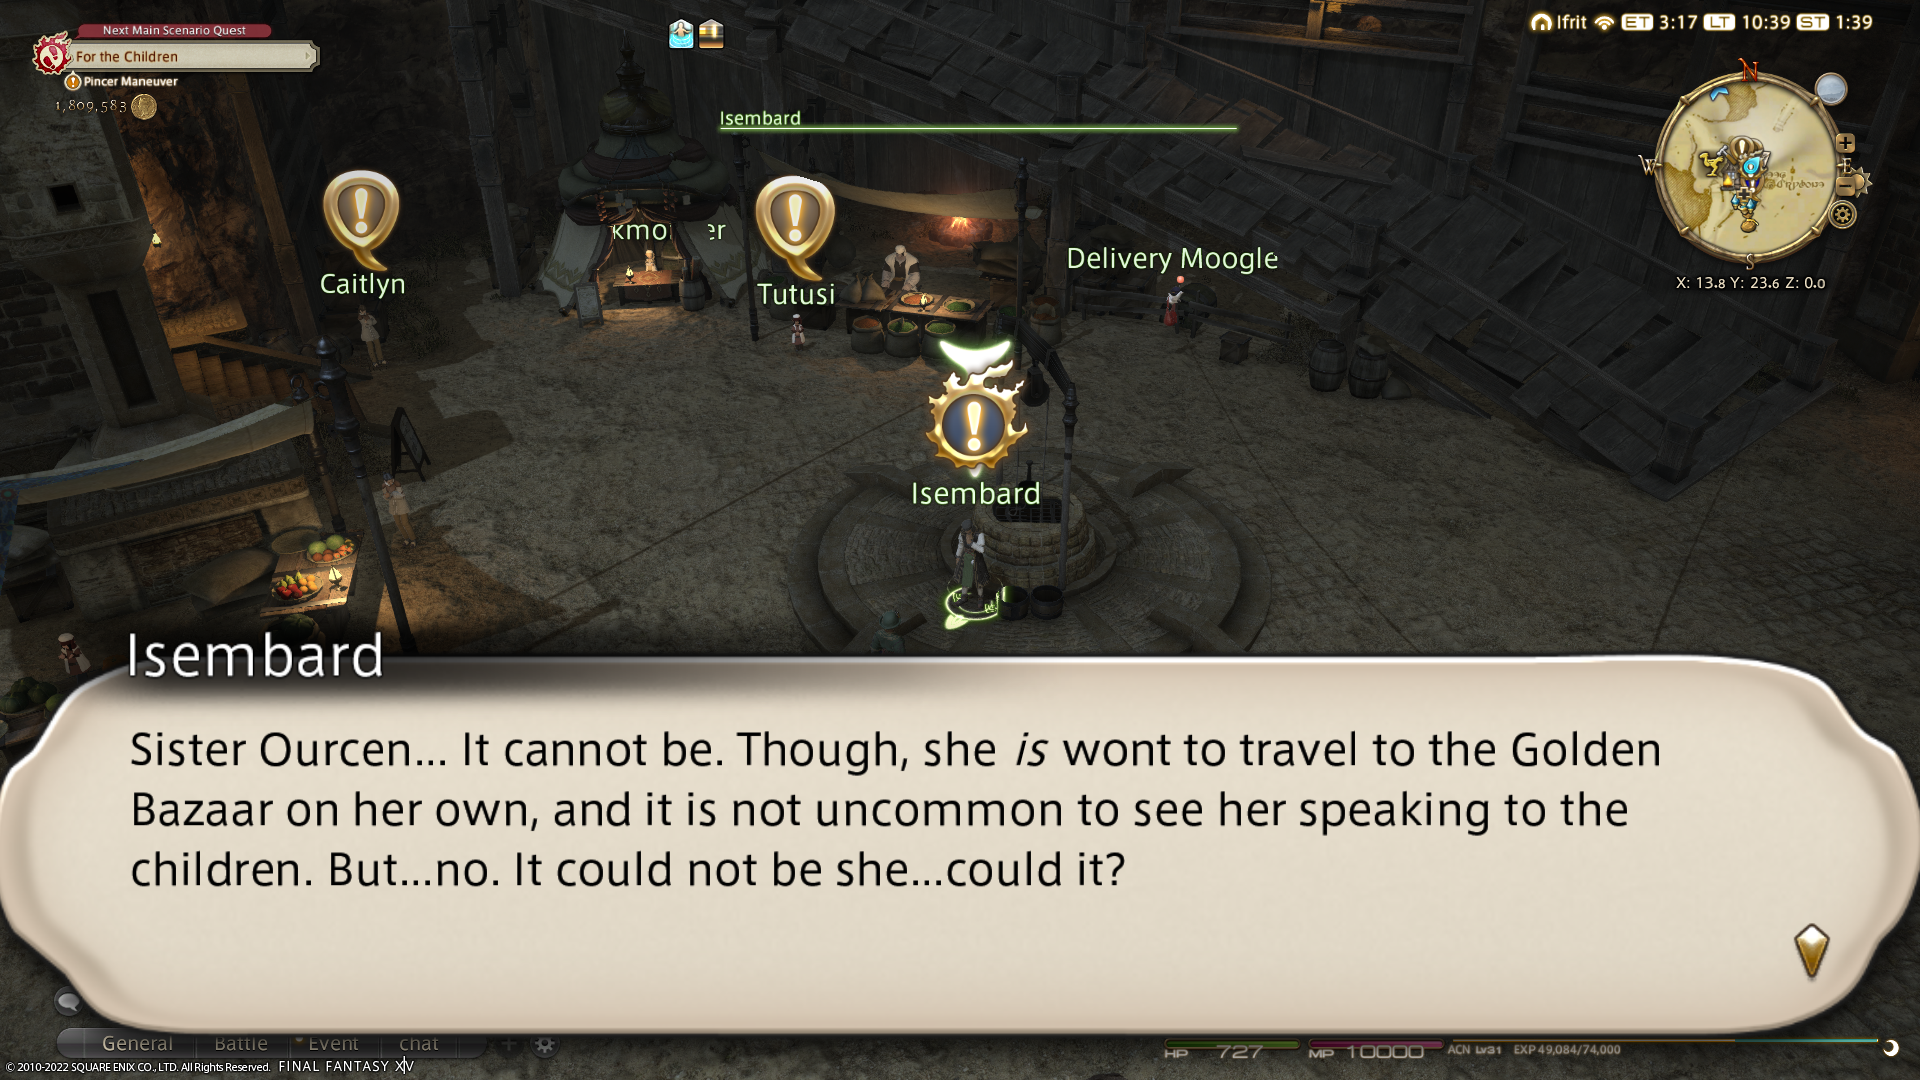 Next Main Scenario Quest
For the Children
Pincer Maneuver
1,809,583
Ifrit ET 3:17 LT 10:39 ST 1:39
Isembard
N
W
E
S
X: 13.8 Y: 23.6 Z: 0.0
Caitlyn
Tutusi
Delivery Moogle
Isembard
Isembard
Sister Ourcen... It cannot be. Though, she is wont to travel to the Golden
Bazaar on her own, and it is not uncommon to see her speaking to the
children. But...no. It could not be she...could it?
General Battle Event chat
HP 727 MP 10000 ACN Lv31 EXP 49,084/74,000
© 2010-2022 SQUARE ENIX CO., LTD. All Rights Reserved. FINAL FANTASY XIV